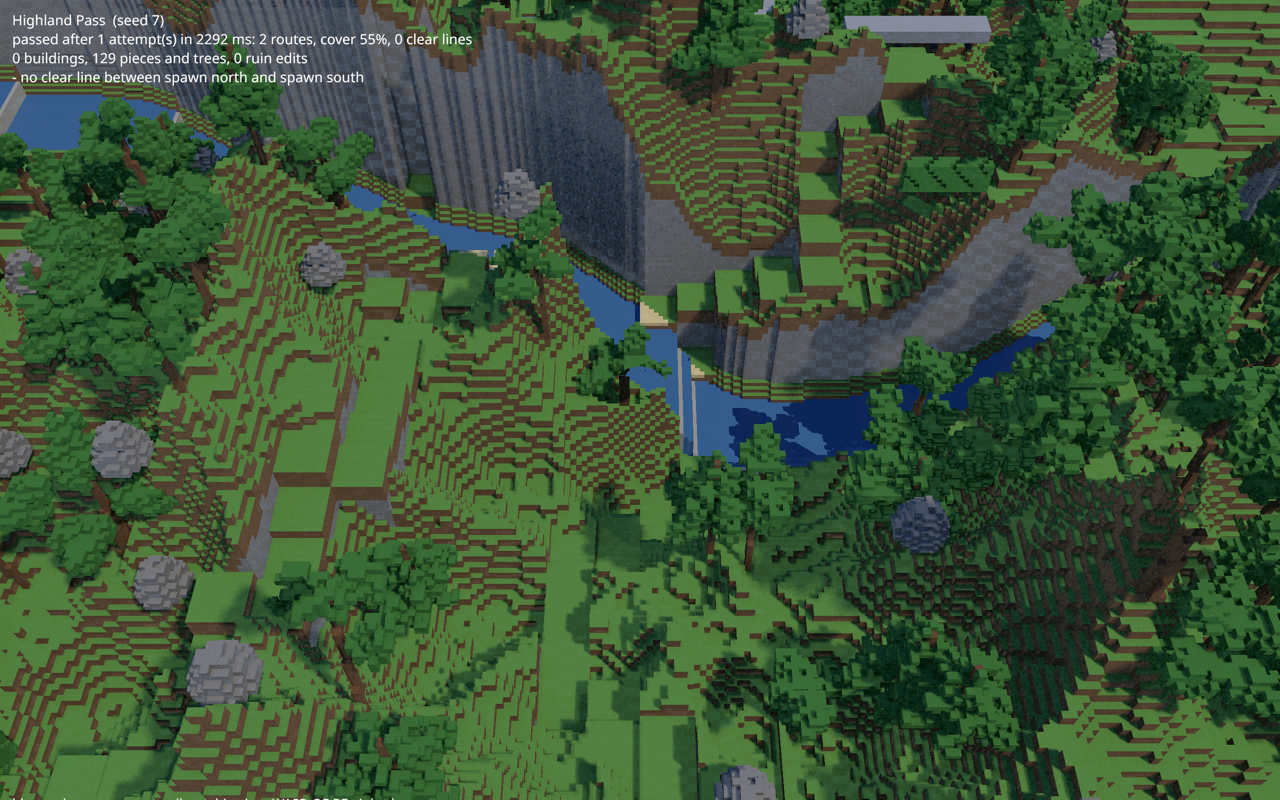 Highland Pass (seed 7)
passed after 1 attempt(s) in 2292 ms: 2 routes, cover 55%, 0 clear lines
0 buildings, 129 pieces and trees, 0 ruin edits
- no clear line between spawn north and spawn south